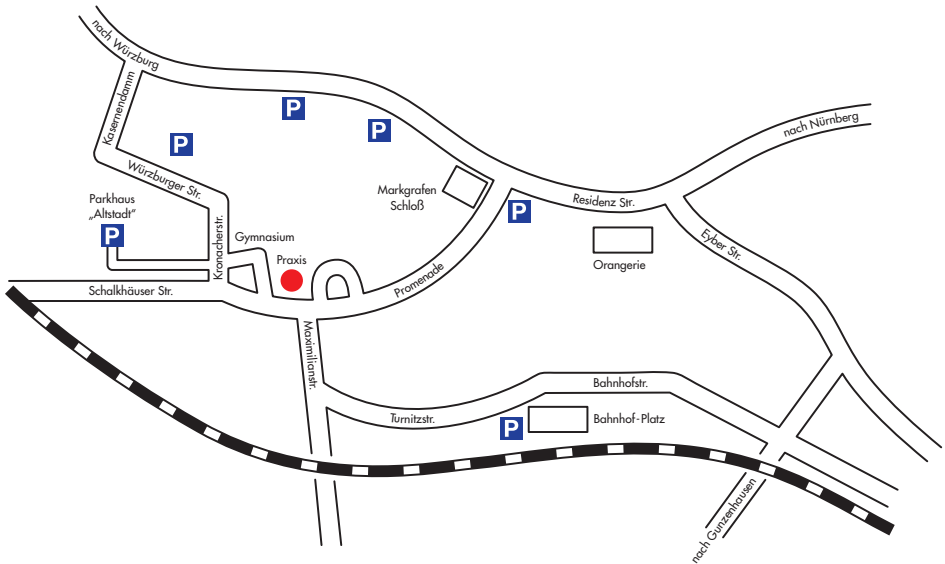 nach Würzburg
P
P
Kasernendamm
nach Nürnberg
P
Würzburger Str.
Markgrafen
Schloß
Residenz Str.
Parkhaus
„Altstadt“
P
P
Kronacherstr.
Gymnasium
Eyber Str.
Praxis
Orangerie
Promenade
Schalkhäuser Str.
Maximilianstr.
Bahnhofstr.
Turnitzstr.
P
Bahnhof-Platz
nach Gunzenhausen